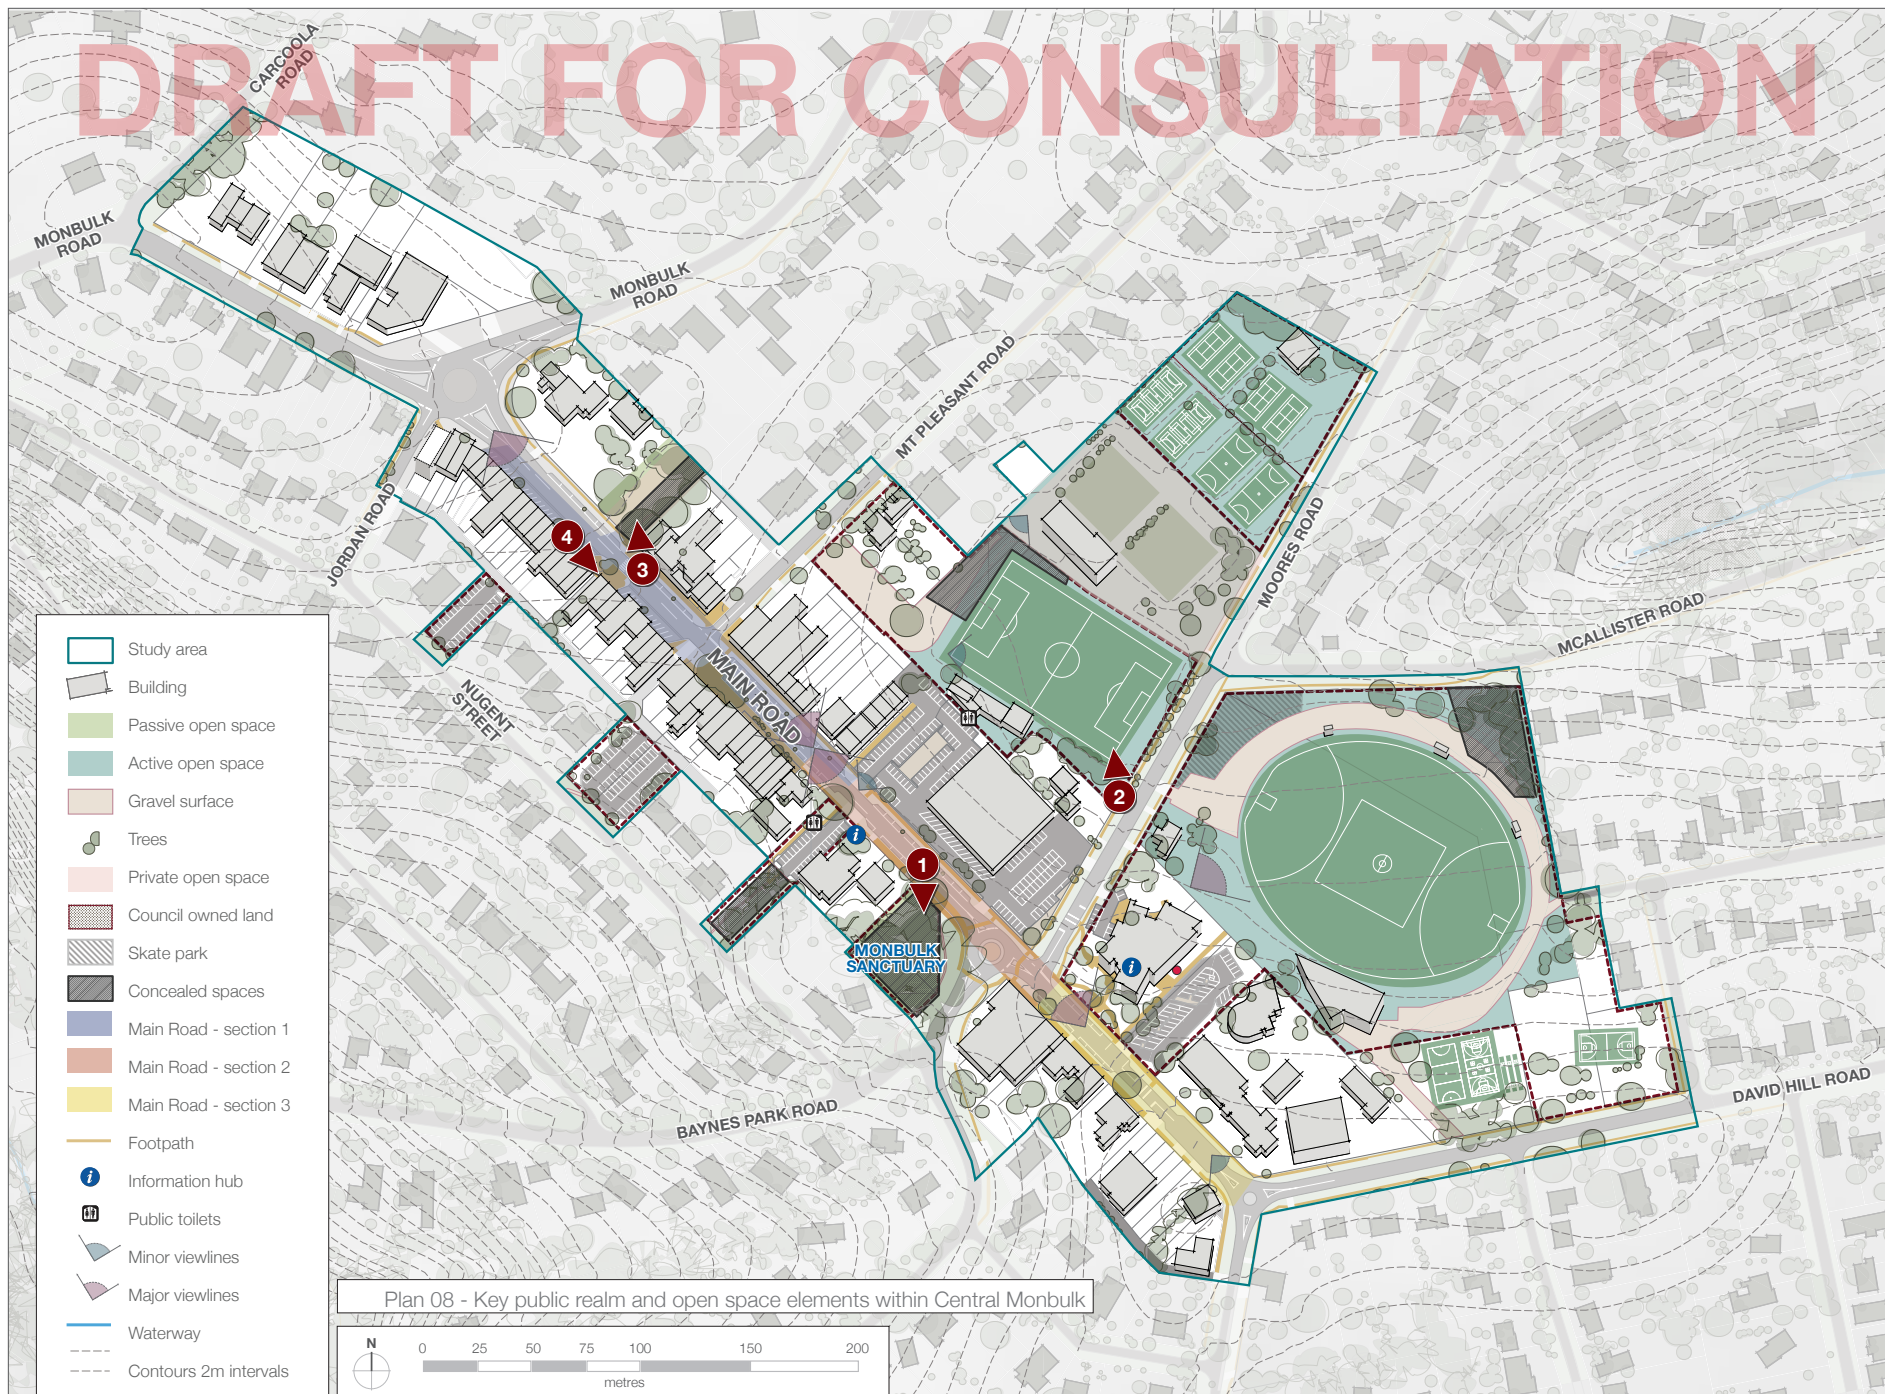 DRAFT FOR CONSULTATION
CARCOOLA
ROAD
MONBULK
ROAD
MONBULK
ROAD
MT PLEASANT ROAD
JORDAN ROAD
MOORES ROAD
MCALLISTER ROAD
4
3
MAIN ROAD
NUGENT
STREET
2
i
1
MONBULK
SANCTUARY
i
BAYNES PARK ROAD
DAVID HILL ROAD
Study area
Building
Passive open space
Active open space
Gravel surface
Trees
Private open space
Council owned land
Skate park
Concealed spaces
Main Road - section 1
Main Road - section 2
Main Road - section 3
Footpath
i Information hub
Public toilets
Minor viewlines
Major viewlines
Waterway
Contours 2m intervals
Plan 08 - Key public realm and open space elements within Central Monbulk
N
0 25 50 75 100 150 200
metres